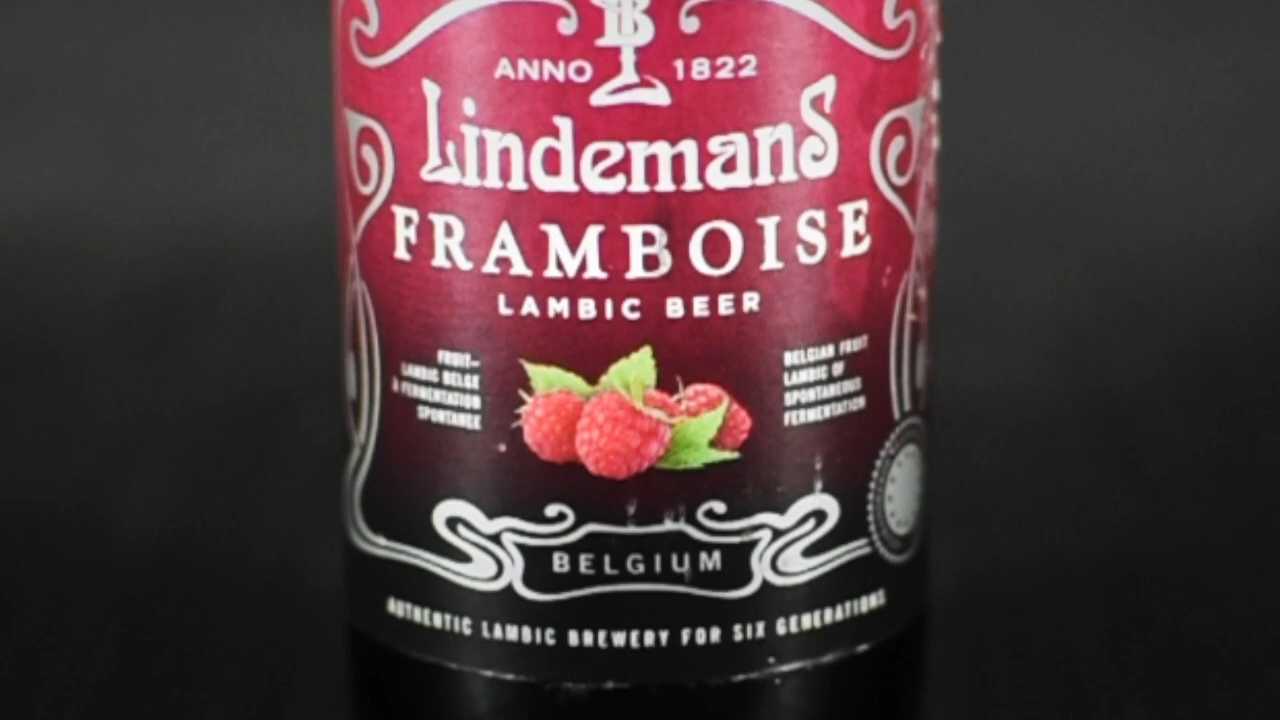 ANNO 1822
Lindemans
FRAMBOISE
LAMBIC BEER
FRUIT-
LAMBIC BELGE
À FERMENTATION
SPONTANÉE
BELGIAN FRUIT
LAMBIC OF
SPONTANEOUS
FERMENTATION
BELGIUM
AUTHENTIC LAMBIC BREWERY FOR SIX GENERATIONS